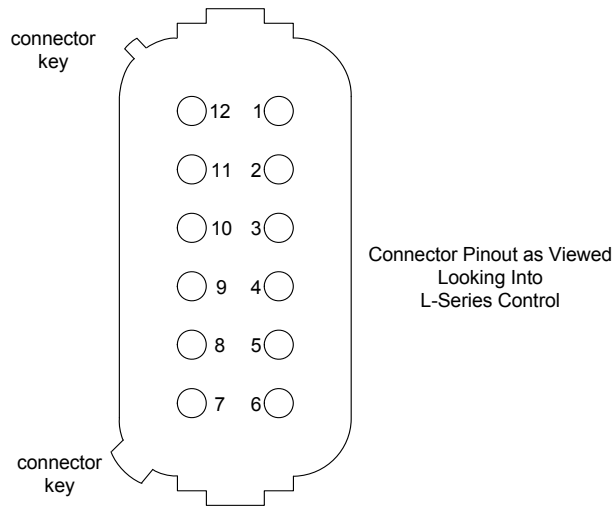 connector
key
12 1
11 2
10 3
9 4
8 5
7 6
Connector Pinout as Viewed
Looking Into
L-Series Control
connector
key